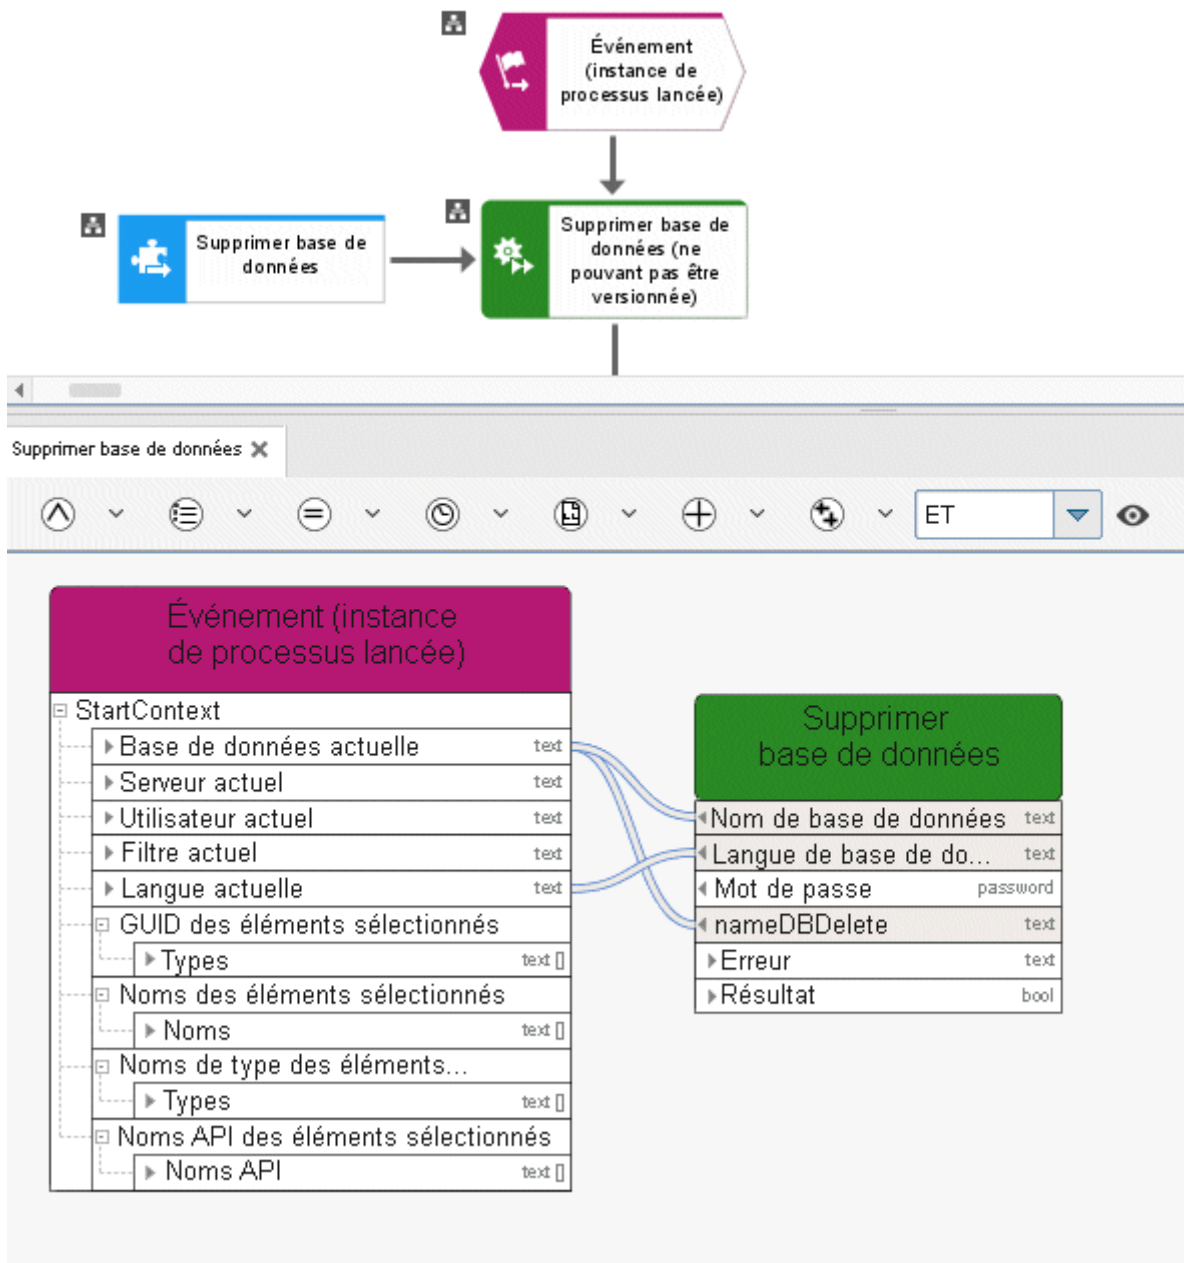 Événement
(instance de
processus lancée)
Supprimer base de
données
Supprimer base de
données (ne
pouvant pas être
versionnée)
Supprimer base de données
ET
Événement (instance
de processus lancée)
StartContext
Base de données actuelle text
Serveur actuel text
Utilisateur actuel text
Filtre actuel text
Langue actuelle text
GUID des éléments sélectionnés
Types text []
Noms des éléments sélectionnés
Noms text []
Noms de type des éléments...
Types text []
Noms API des éléments sélectionnés
Noms API text []
Supprimer
base de données
Nom de base de données text
Langue de base de do... text
Mot de passe password
nameDBDelete text
Erreur text
Résultat bool